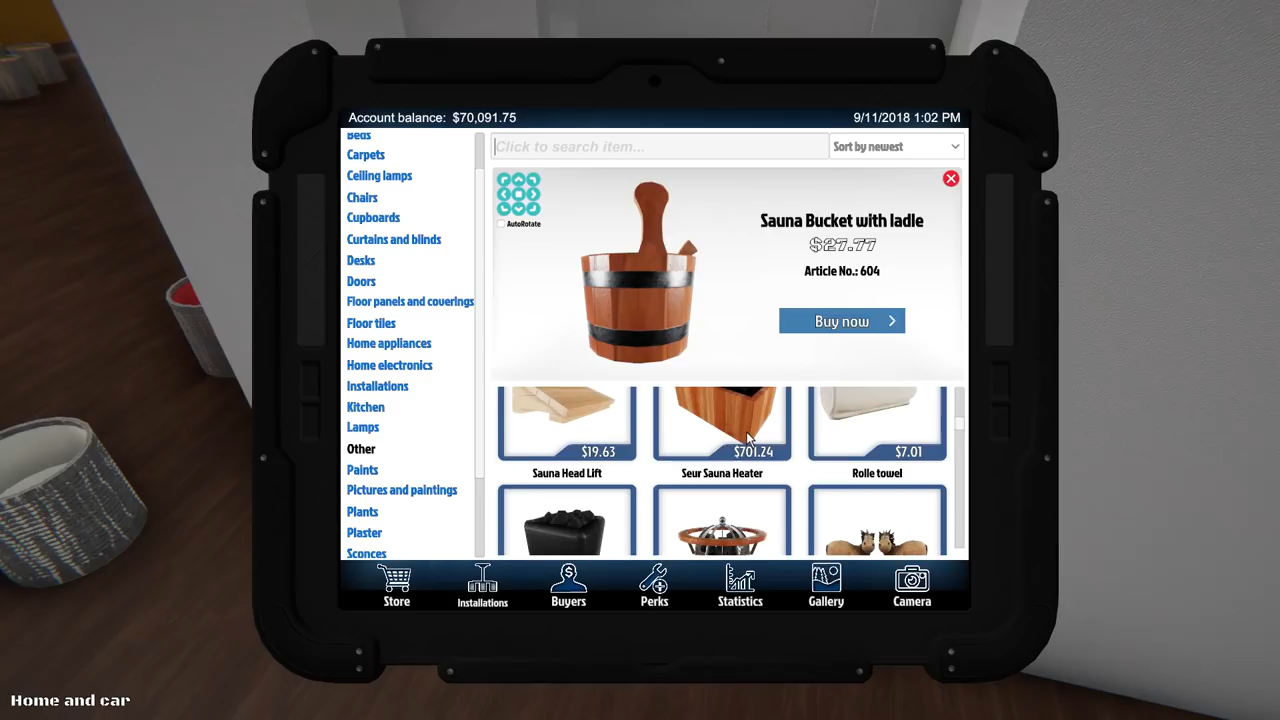 Account balance: $70,091.75
9/11/2018 1:02 PM
Beds
Carpets
Ceiling lamps
Chairs
Cupboards
Curtains and blinds
Desks
Doors
Floor panels and coverings
Floor tiles
Home appliances
Home electronics
Installations
Kitchen
Lamps
Other
Paints
Pictures and paintings
Plants
Plaster
Sconces
Click to search item...
Sort by newest
AutoRotate
Sauna Bucket with ladle
$27.77
Article No.: 604
Buy now
$19.63
$701.24
$7.01
Sauna Head Lift
Seur Sauna Heater
Rolle towel
Store
Installations
Buyers
Perks
Statistics
Gallery
Camera
Home and car